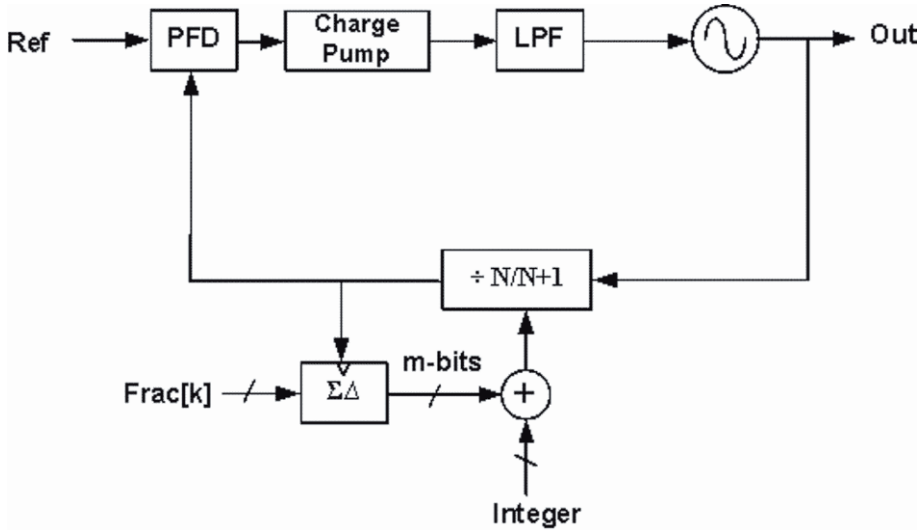 Ref
PFD
Charge
Pump
LPF
Out
÷ N/N+1
m-bits
Frac[k]
ΣΔ
+
Integer